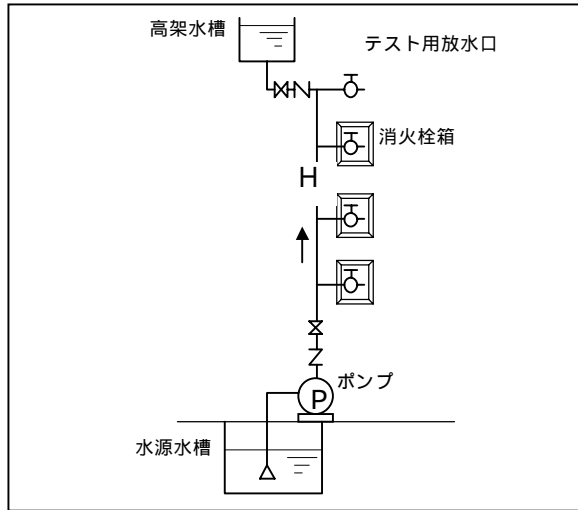 高架水槽
テスト用放水口
消火栓箱
H
ポンプ
P
水源水槽